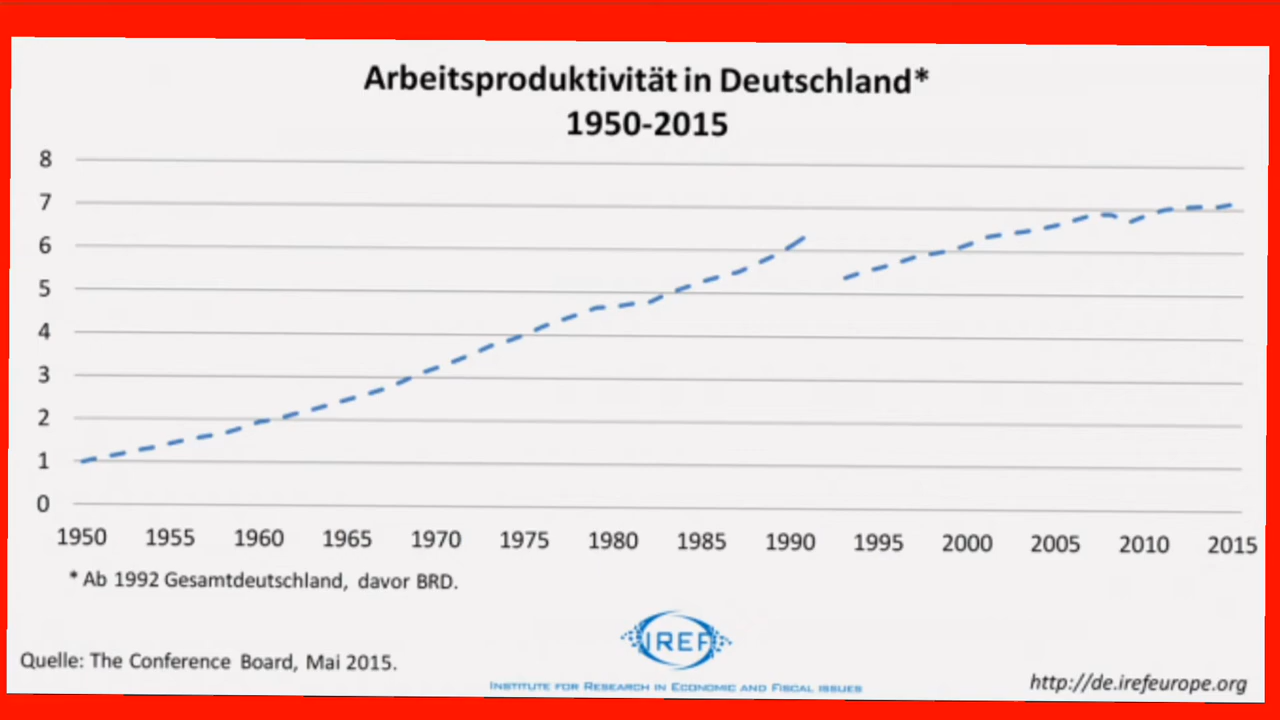 Arbeitsproduktivität in Deutschland*
1950-2015
8
7
6
5
4
3
2
1
0
1950 1955 1960 1965 1970 1975 1980 1985 1990 1995 2000 2005 2010 2015
* Ab 1992 Gesamtdeutschland, davor BRD.
IREF
Quelle: The Conference Board, Mai 2015.
INSTITUTE FOR RESEARCH IN ECONOMIC AND FISCAL ISSUES
http://de.irefeurope.org